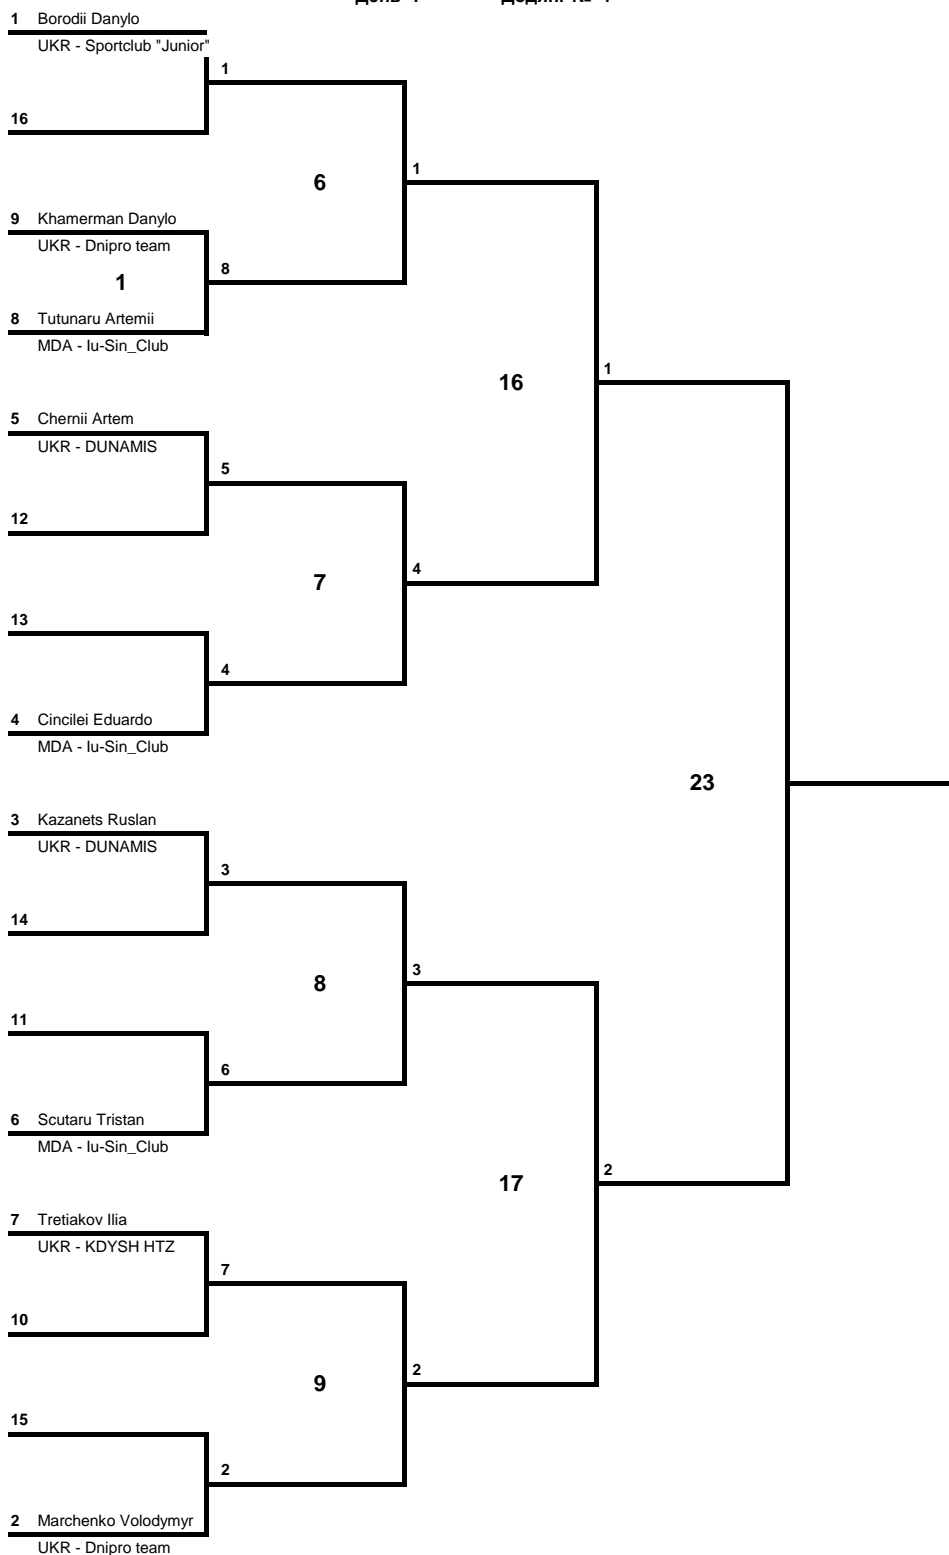 День Додянг №
1 Borodii Danylo
UKR - Sportclub "Junior"
1
16
1
6
9 Khamerman Danylo
UKR - Dnipro team
8
1
8 Tutunaru Artemii
MDA - Iu-Sin_Club
1
16
5 Chernii Artem
UKR - DUNAMIS
5
12
4
7
13
4
4 Cincilei Eduardo
MDA - Iu-Sin_Club
23
3 Kazanets Ruslan
UKR - DUNAMIS
3
14
3
8
11
6
6 Scutaru Tristan
MDA - Iu-Sin_Club
2
17
7 Tretiakov Ilia
UKR - KDYSH HTZ
7
10
2
9
15
2
2 Marchenko Volodymyr
UKR - Dnipro team